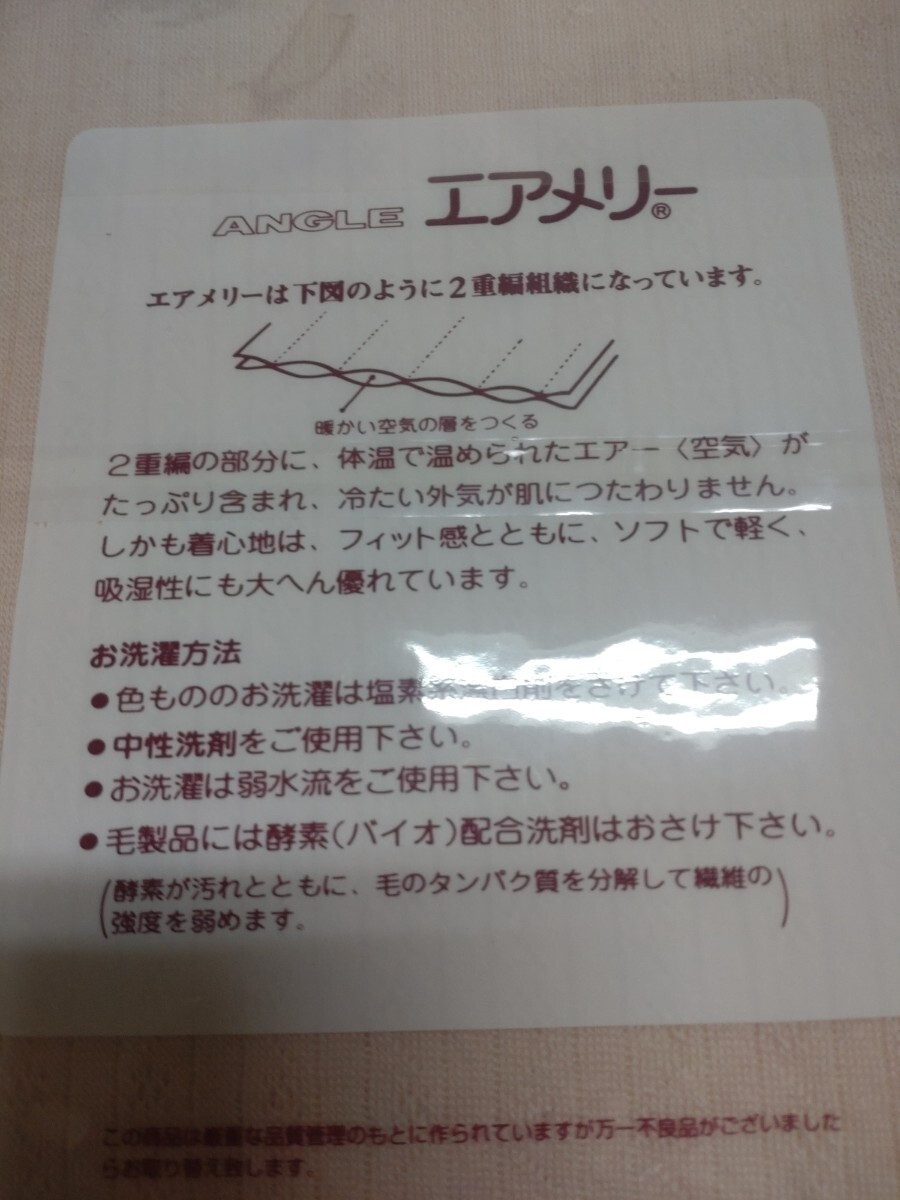 ANGLE エアメリー®
エアメリーは下図のように2重編組織になっています。
暖かい空気の層をつくる
2重編の部分に、体温で温められたエアー〈空気〉が
たっぷり含まれ、冷たい外気が肌につたわりません。
しかも着心地は、フィット感とともに、ソフトで軽く、
吸湿性にも大へん優れています。
お洗濯方法
●色もののお洗濯は塩素系漂白剤をさけて下さい。
●中性洗剤をご使用下さい。
●お洗濯は弱水流をご使用下さい。
●毛製品には酵素(バイオ)配合洗剤はおさけ下さい。
(酵素が汚れとともに、毛のタンパク質を分解して繊維の
強度を弱めます。)
この商品は厳重な品質管理のもとに作られていますが万一不良品がございました
らお取り替え致します。